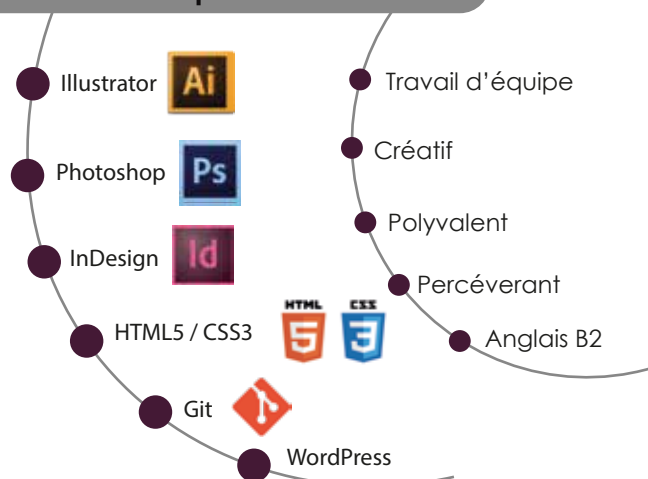 Illustrator
Ai
Photoshop
Ps
InDesign
Id
HTML5 / CSS3
HTML
5
CSS
3
Git
WordPress
Travail d'équipe
Créatif
Polyvalent
Percéverant
Anglais B2